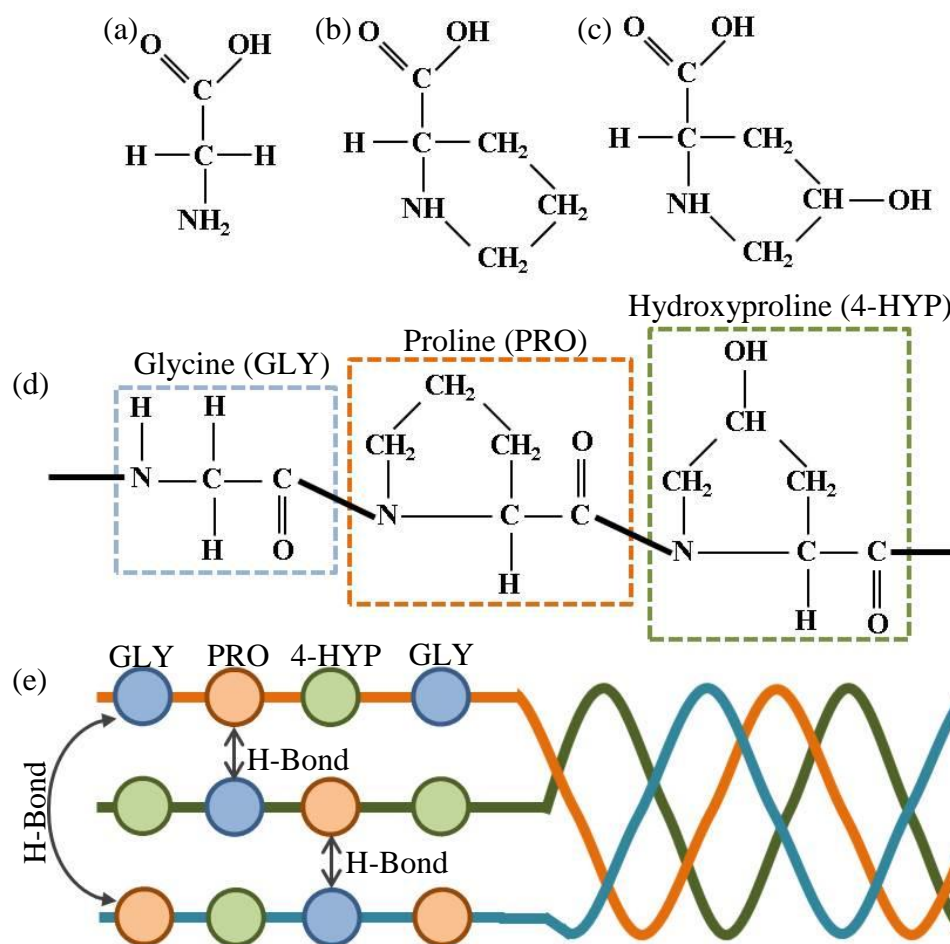 (a) (b) (c)
O OH O OH O OH
C C C
H C H H C CH₂ H C CH₂
NH₂ NH CH₂ NH CH OH
CH₂ CH₂
Hydroxyproline (4-HYP)
Proline (PRO)
Glycine (GLY)
(d)
OH
H H CH₂ CH
CH₂ CH₂ O CH₂ CH₂
N C C
H O
N C C
H
N C C
H O
GLY PRO 4-HYP GLY
(e)
H-Bond
H-Bond
H-Bond